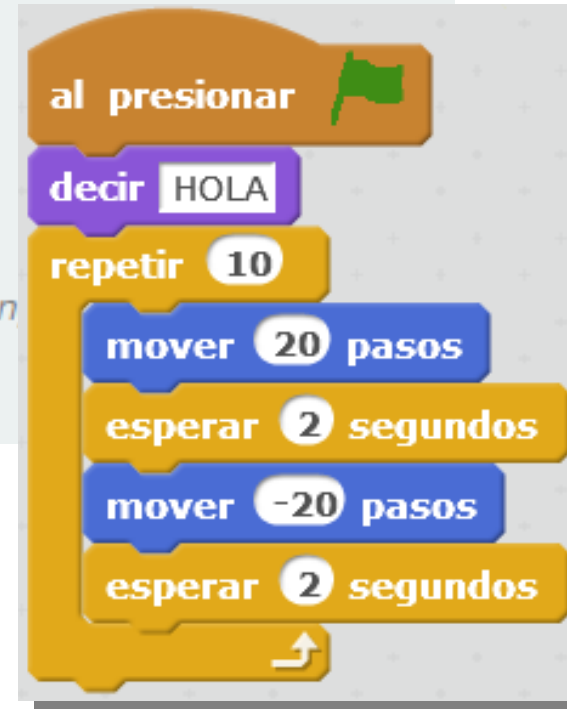 al presionar
decir HOLA
repetir 10
mover 20 pasos
esperar 2 segundos
mover -20 pasos
esperar 2 segundos